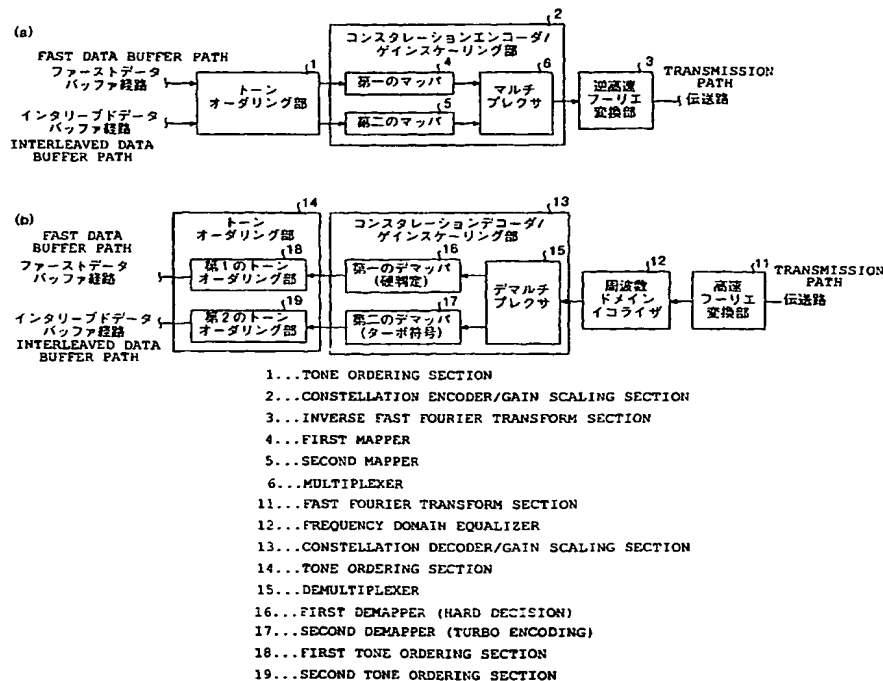 (a)
2
コンスタレーションエンコーダ/
ゲインスケーリング部
FAST DATA BUFFER PATH
ファーストデータ
バッファ経路
1
トーン
オーダリング部
4
第一のマッパ
6
マルチ
プレクサ
3
逆高速
フーリエ
変換部
TRANSMISSION
PATH
伝送路
5
第二のマッパ
インタリーブドデータ
バッファ経路
INTERLEAVED DATA
BUFFER PATH
(b)
14
トーン
オーダリング部
13
コンスタレーションデコーダ/
ゲインスケーリング部
FAST DATA
BUFFER PATH
ファーストデータ
バッファ経路
18
第1のトーン
オーダリング部
16
第一のデマッパ
(硬判定)
15
デマルチ
プレクサ
12
周波数
ドメイン
イコライザ
11
高速
フーリエ
変換部
TRANSMISSION
PATH
伝送路
インタリーブドデータ
バッファ経路
INTERLEAVED DATA
BUFFER PATH
19
第2のトーン
オーダリング部
17
第二のデマッパ
(ターボ符号)
1...TONE ORDERING SECTION
2...CONSTELLATION ENCODER/GAIN SCALING SECTION
3...INVERSE FAST FOURIER TRANSFORM SECTION
4...FIRST MAPPER
5...SECOND MAPPER
6...MULTIPLEXER
11...FAST FOURIER TRANSFORM SECTION
12...FREQUENCY DOMAIN EQUALIZER
13...CONSTELLATION DECODER/GAIN SCALING SECTION
14...TONE ORDERING SECTION
15...DEMULTIPLEXER
16...FIRST DEMAPPER (HARD DECISION)
17...SECOND DEMAPPER (TURBO ENCODING)
18...FIRST TONE ORDERING SECTION
19...SECOND TONE ORDERING SECTION